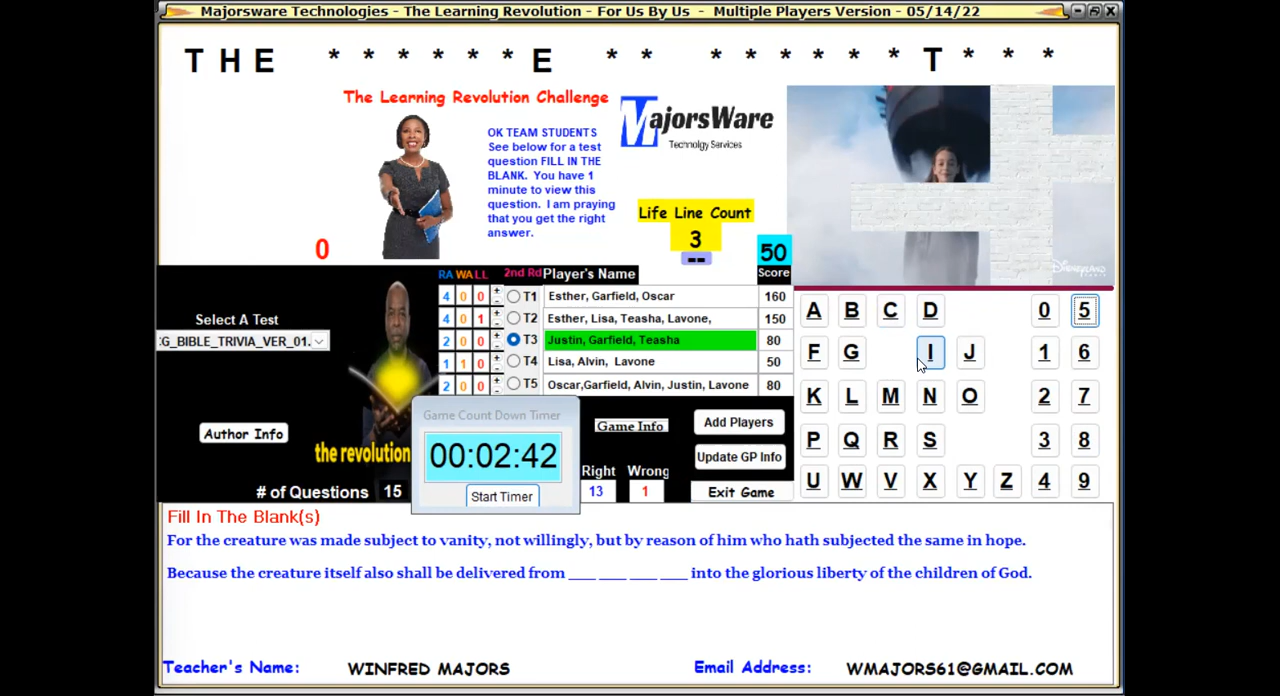 Majorsware Technologies - The Learning Revolution - For Us By Us - Multiple Players Version - 05/14/22
T H E * * * * * * E * * * * * * * * T * * *
The Learning Revolution Challenge
MajorsWare
Technolgy Services
OK TEAM STUDENTS
See below for a test
question FILL IN THE
BLANK. You have 1
minute to view this
question. I am praying
that you get the right
answer.
Life Line Count
3
--
0
50
Score
DISNEYLAND
RA WA LL 2nd Rd Player's Name
4 0 0 + - T1 Esther, Garfield, Oscar 160
4 0 1 + - T2 Esther, Lisa, Teasha, Lavone, 150
2 0 0 + - T3 Justin, Garfield, Teasha 80
1 1 0 + - T4 Lisa, Alvin, Lavone 50
2 0 0 + - T5 Oscar,Garfield, Alvin, Justin, Lavone 80
Select A Test
G_BIBLE_TRIVIA_VER_01.
Author Info
the revolution
# of Questions 15
Game Count Down Timer
00:02:42
Start Timer
Game Info
Right Wrong
13 1
Add Players
Update GP Info
Exit Game
A B C D 0 5
F G I J 1 6
K L M N O 2 7
P Q R S 3 8
U W V X Y Z 4 9
Fill In The Blank(s)
For the creature was made subject to vanity, not willingly, but by reason of him who hath subjected the same in hope.
Because the creature itself also shall be delivered from ___ ___ ___ ___ into the glorious liberty of the children of God.
Teacher's Name: WINFRED MAJORS Email Address: WMAJORS61@GMAIL.COM